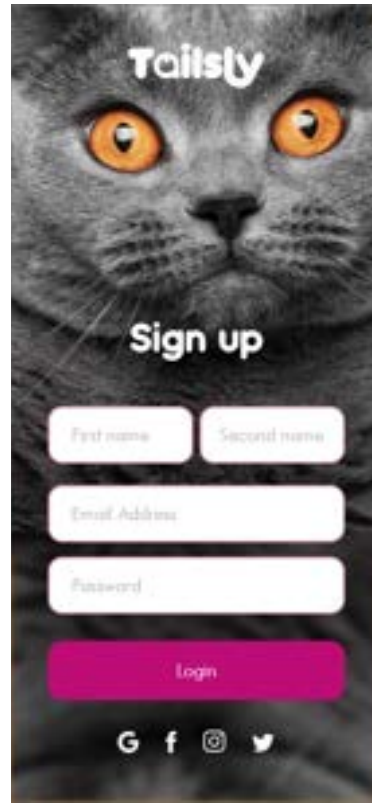 Tailsly
Sign up
First name Second name
Email Address
Password
Login